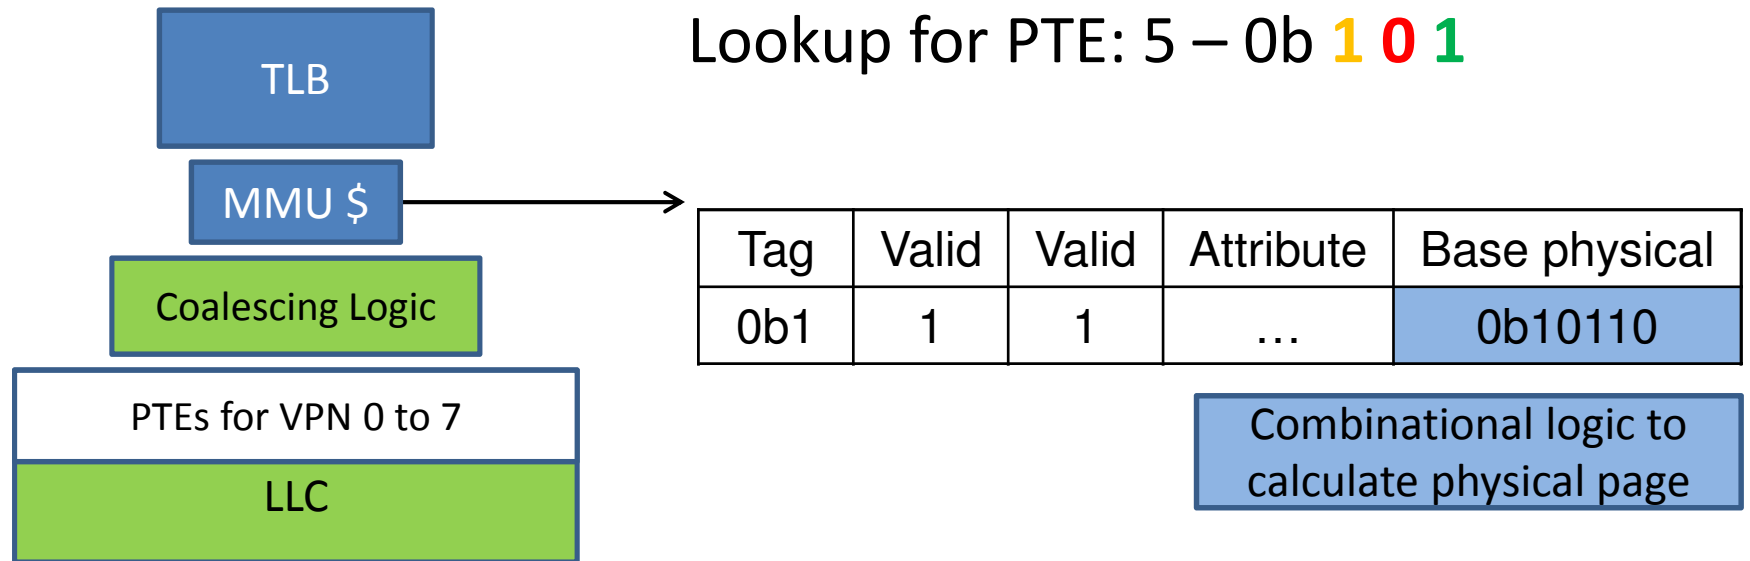 Lookup for PTE: 5 – 0b 1 0 1
TLB
MMU $
Coalescing Logic
PTEs for VPN 0 to 7
LLC
Tag Valid Valid Attribute Base physical
0b1 1 1 … 0b10110
Combinational logic to
calculate physical page